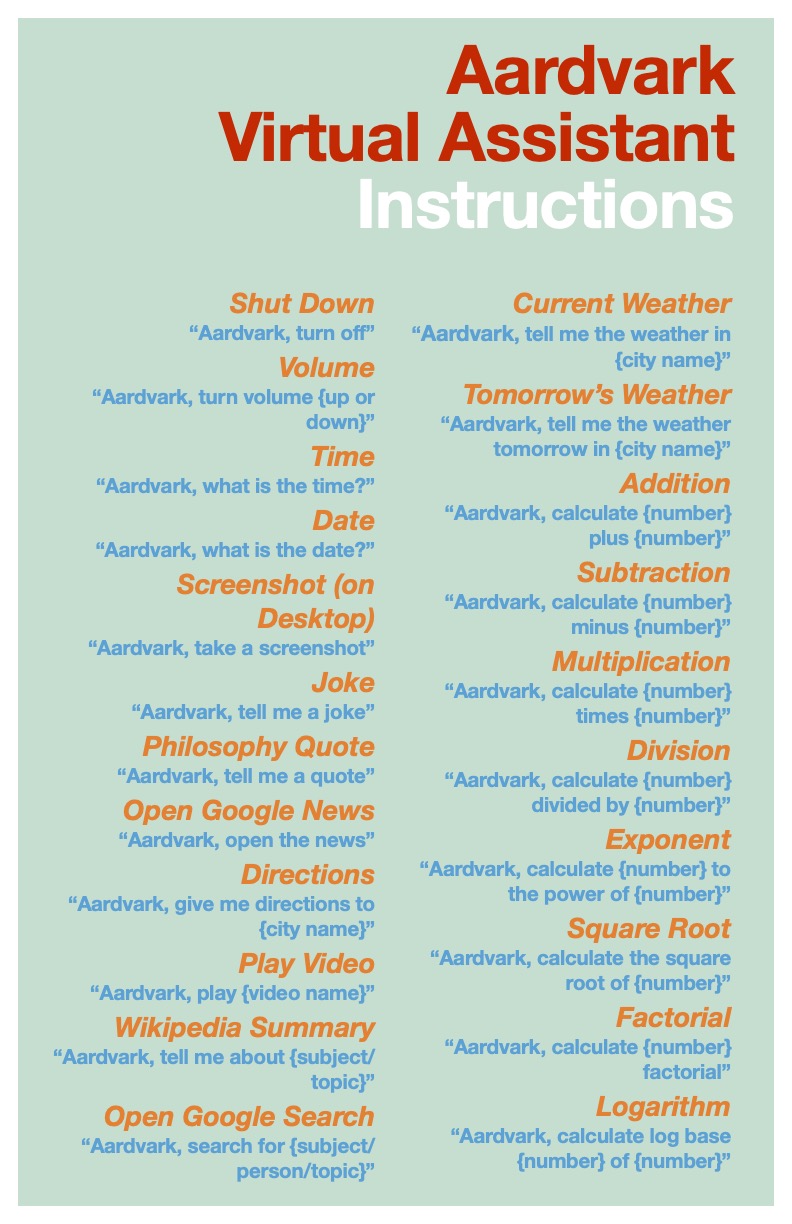 Aardvark
Virtual Assistant
Instructions
Shut Down
“Aardvark, turn off”
Volume
“Aardvark, turn volume {up or
down}”
Time
“Aardvark, what is the time?”
Date
“Aardvark, what is the date?”
Screenshot (on
Desktop)
“Aardvark, take a screenshot”
Joke
“Aardvark, tell me a joke”
Philosophy Quote
“Aardvark, tell me a quote”
Open Google News
“Aardvark, open the news”
Directions
“Aardvark, give me directions to
{city name}”
Play Video
“Aardvark, play {video name}”
Wikipedia Summary
“Aardvark, tell me about {subject/
topic}”
Open Google Search
“Aardvark, search for {subject/
person/topic}”
Current Weather
“Aardvark, tell me the weather in
{city name}”
Tomorrow’s Weather
“Aardvark, tell me the weather
tomorrow in {city name}”
Addition
“Aardvark, calculate {number}
plus {number}”
Subtraction
“Aardvark, calculate {number}
minus {number}”
Multiplication
“Aardvark, calculate {number}
times {number}”
Division
“Aardvark, calculate {number}
divided by {number}”
Exponent
“Aardvark, calculate {number} to
the power of {number}”
Square Root
“Aardvark, calculate the square
root of {number}”
Factorial
“Aardvark, calculate {number}
factorial”
Logarithm
“Aardvark, calculate log base
{number} of {number}”